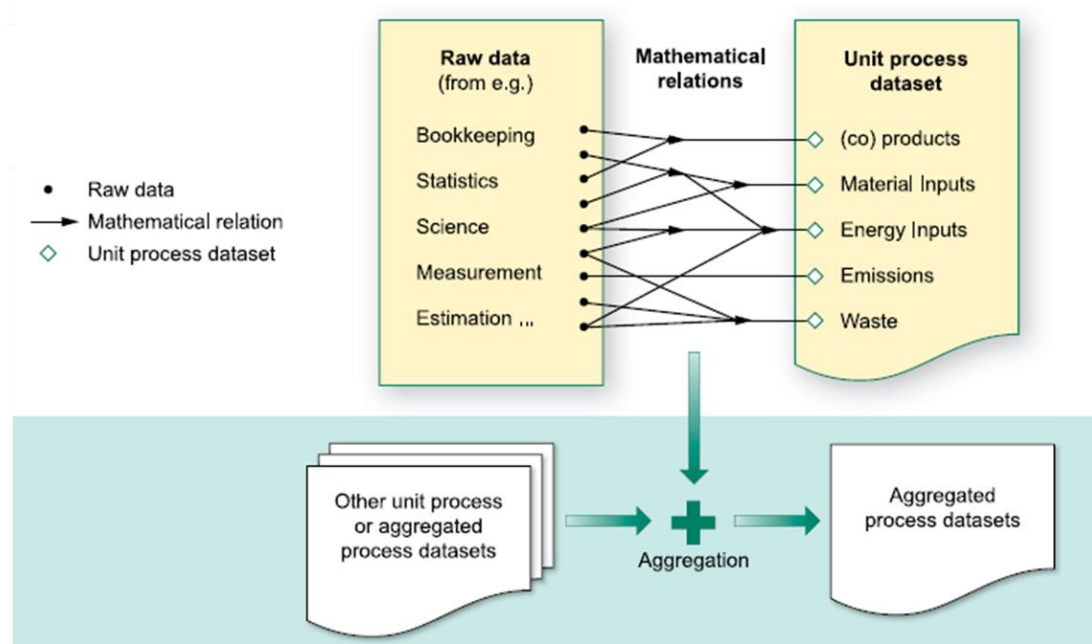 Raw data
(from e.g.)
Mathematical
relations
Unit process
dataset
Bookkeeping
Statistics
Science
Measurement
Estimation ...
(co) products
Material Inputs
Energy Inputs
Emissions
Waste
Raw data
Mathematical relation
Unit process dataset
Other unit process
or aggregated
process datasets
Aggregation
Aggregated
process datasets